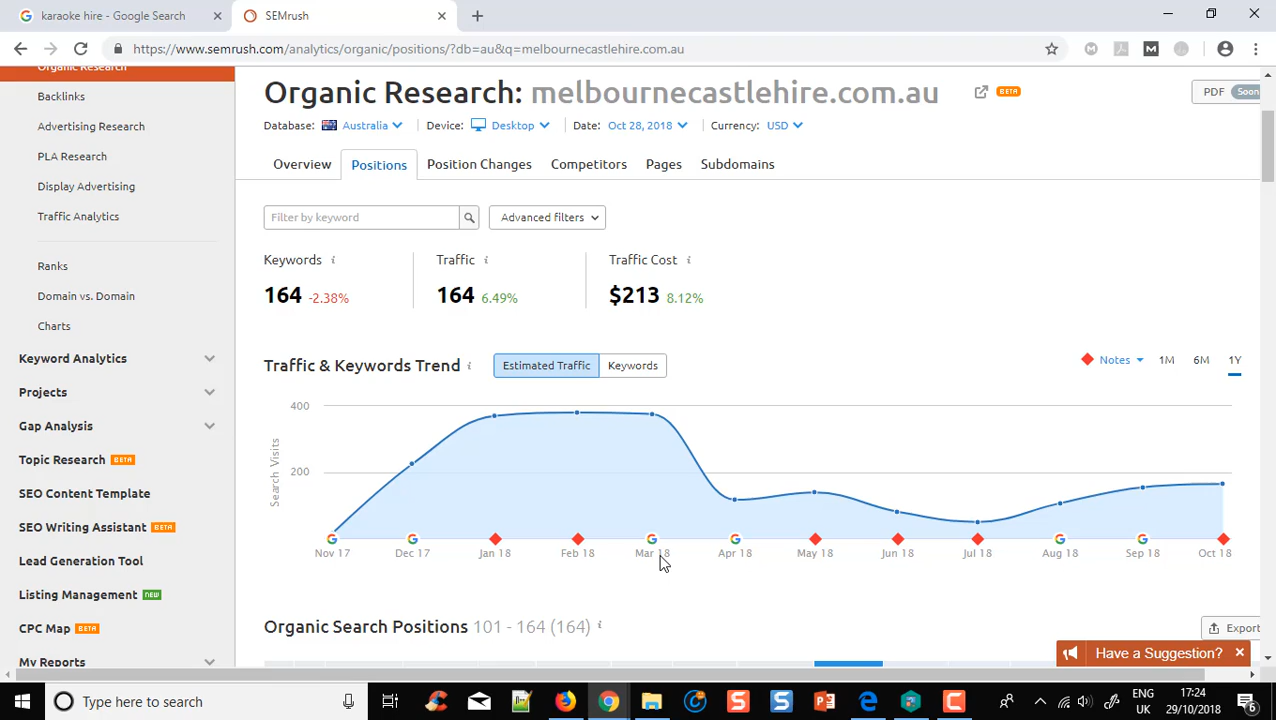 karaoke hire - Google Search
SEMrush
https://www.semrush.com/analytics/organic/positions/?db=au&q=melbournecastlehire.com.au
Organic Research
Backlinks
Advertising Research
PLA Research
Display Advertising
Traffic Analytics
Ranks
Domain vs. Domain
Charts
Keyword Analytics
Projects
Gap Analysis
Topic Research BETA
SEO Content Template
SEO Writing Assistant BETA
Lead Generation Tool
Listing Management NEW
CPC Map BETA
My Reports
Organic Research: melbournecastlehire.com.au BETA
PDF Soon
Database: Australia Device: Desktop Date: Oct 28, 2018 Currency: USD
Overview Positions Position Changes Competitors Pages Subdomains
Filter by keyword Advanced filters
Keywords i Traffic i Traffic Cost i
164 -2.38% 164 6.49% $213 8.12%
Traffic & Keywords Trend i Estimated Traffic Keywords Notes 1M 6M 1Y
400
200
Search Visits
Nov 17 Dec 17 Jan 18 Feb 18 Mar 18 Apr 18 May 18 Jun 18 Jul 18 Aug 18 Sep 18 Oct 18
Organic Search Positions 101 - 164 (164) i
Export
Have a Suggestion?
Type here to search
ENG
UK
17:24
29/10/2018
6